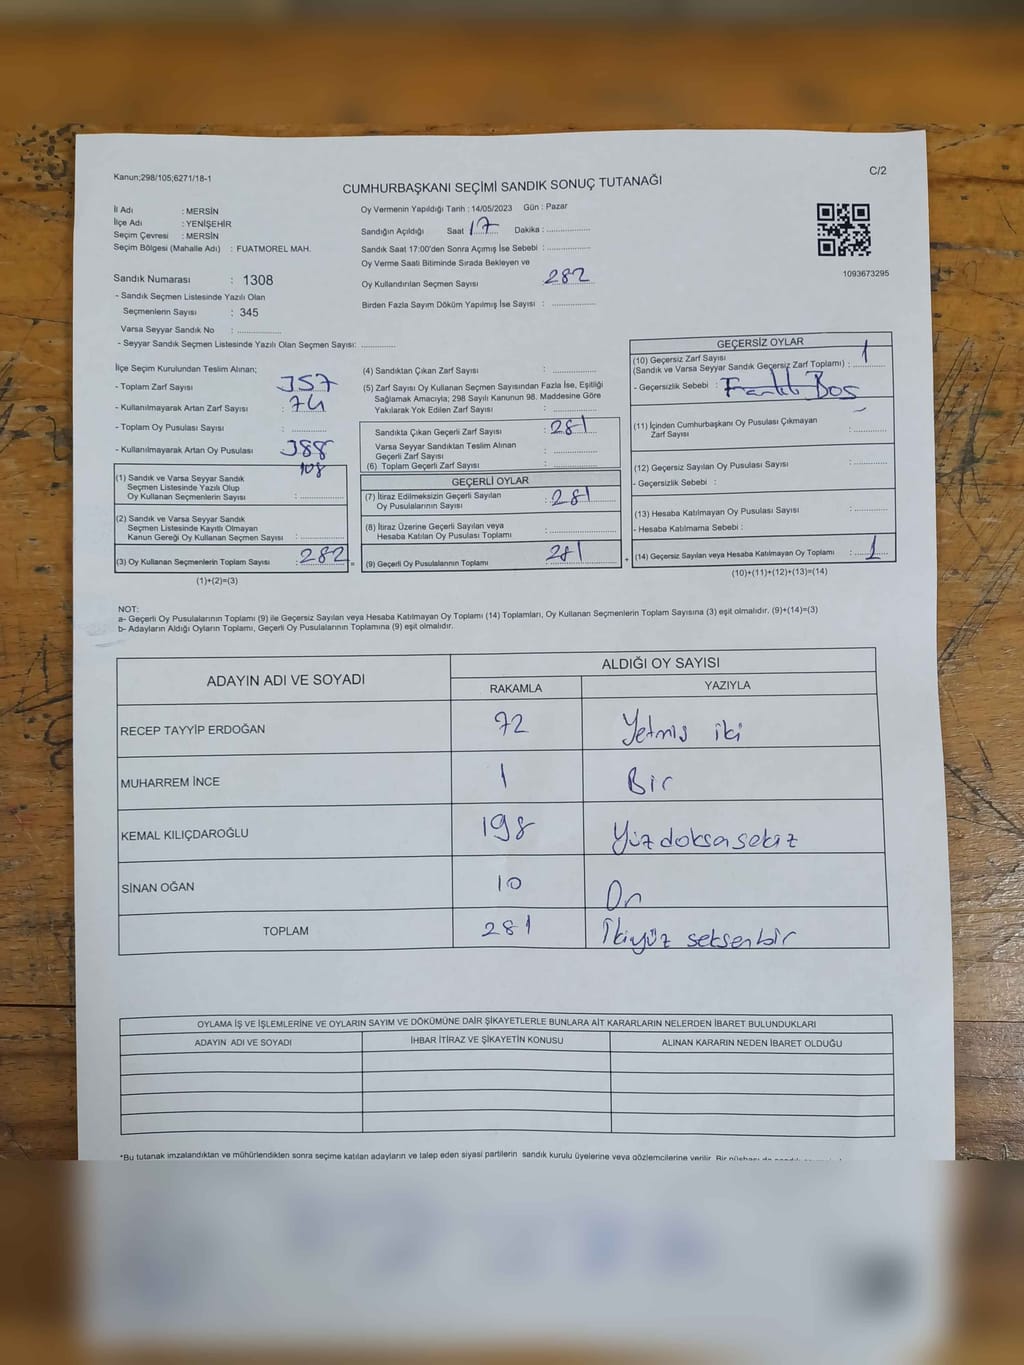 Kanun;298/105;6271/18-1
C/2
CUMHURBAŞKANI SEÇİMİ SANDIK SONUÇ TUTANAĞI
İl Adı : MERSİN
İlçe Adı : YENİŞEHİR
Seçim Çevresi : MERSİN
Seçim Bölgesi (Mahalle Adı) : FUATMOREL MAH.
Sandık Numarası : 1308
- Sandık Seçmen Listesinde Yazılı Olan
Seçmenlerin Sayısı : 345
Varsa Seyyar Sandık No : ..............
- Seyyar Sandık Seçmen Listesinde Yazılı Olan Seçmen Sayısı: ............
Oy Vermenin Yapıldığı Tarih : 14/05/2023 Gün : Pazar
Sandığın Açıldığı Saat 17 Dakika : ..............
Sandık Saat 17:00'den Sonra Açımış İse Sebebi : ..............
Oy Verme Saati Bitiminde Sırada Bekleyen ve
Oy Kullandırılan Seçmen Sayısı 282
Birden Fazla Sayım Döküm Yapılmış İse Sayısı : ..............
1093673295
İlçe Seçim Kurulundan Teslim Alınan;
- Toplam Zarf Sayısı 357
- Kullanılmayarak Artan Zarf Sayısı : 74
- Toplam Oy Pusulası Sayısı : ............
- Kullanılmayarak Artan Oy Pusulası : 388
108
(1) Sandık ve Varsa Seyyar Sandık
Seçmen Listesinde Yazılı Olup
Oy Kullanan Seçmenlerin Sayısı : ..............
(2) Sandık ve Varsa Seyyar Sandık
Seçmen Listesinde Kayıtlı Olmayan
Kanun Gereği Oy Kullanan Seçmen Sayısı : ..............
(3) Oy Kullanan Seçmenlerin Toplam Sayısı : 282 =
(1)+(2)=(3)
(4) Sandıktan Çıkan Zarf Sayısı : ..............
(5) Zarf Sayısı Oy Kullanan Seçmen Sayısından Fazla İse, Eşitliği
Sağlamak Amacıyla; 298 Sayılı Kanunun 98. Maddesine Göre
Yakılarak Yok Edilen Zarf Sayısı : ..............
Sandıkta Çıkan Geçerli Zarf Sayısı : 281
Varsa Seyyar Sandıktan Teslim Alınan
Geçerli Zarf Sayısı : ..............
(6) Toplam Geçerli Zarf Sayısı : ..............
GEÇERLİ OYLAR
(7) İtiraz Edilmeksizin Geçerli Sayılan
Oy Pusulalarının Sayısı : 281
(8) İtiraz Üzerine Geçerli Sayılan veya
Hesaba Katılan Oy Pusulası Toplamı : ..............
(9) Geçerli Oy Pusulalarının Toplamı : 281 +
GEÇERSİZ OYLAR
(10) Geçersiz Zarf Sayısı
(Sandık ve Varsa Seyyar Sandık Geçersiz Zarf Toplamı) : 1
- Geçersizlik Sebebi : Boş
(11) İçinden Cumhurbaşkanı Oy Pusulası Çıkmayan
Zarf Sayısı : ............
(12) Geçersiz Sayılan Oy Pusulası Sayısı : ............
- Geçersizlik Sebebi :
(13) Hesaba Katılmayan Oy Pusulası Sayısı : ............
- Hesaba Katılmama Sebebi :
(14) Geçersiz Sayılan veya Hesaba Katılmayan Oy Toplamı : 1
(10)+(11)+(12)+(13)=(14)
NOT:
a- Geçerli Oy Pusulalarının Toplamı (9) ile Geçersiz Sayılan veya Hesaba Katılmayan Oy Toplamı (14) Toplamları, Oy Kullanan Seçmenlerin Toplam Sayısına (3) eşit olmalıdır. (9)+(14)=(3)
b- Adayların Aldığı Oyların Toplamı, Geçerli Oy Pusulalarının Toplamına (9) eşit olmalıdır.
ADAYIN ADI VE SOYADI
ALDIĞI OY SAYISI
RAKAMLA YAZIYLA
RECEP TAYYİP ERDOĞAN 72 Yetmiş iki
MUHARREM İNCE 1 Bir
KEMAL KILIÇDAROĞLU 198 Yüzdoksasekiz
SİNAN OĞAN 10 On
TOPLAM 281 İkiyüz seksenbir
OYLAMA İŞ VE İŞLEMLERİNE VE OYLARIN SAYIM VE DÖKÜMÜNE DAİR ŞİKAYETLERLE BUNLARA AİT KARARLARIN NELERDEN İBARET BULUNDUKLARI
ADAYIN ADI VE SOYADI İHBAR İTİRAZ VE ŞİKAYETİN KONUSU ALINAN KARARIN NEDEN İBARET OLDUĞU
*Bu tutanak imzalandıktan ve mühürlendikten sonra seçime katılan adayların ve talep eden siyasi partilerin sandık kurulu üyelerine veya gözlemcilerine verilir. Bir